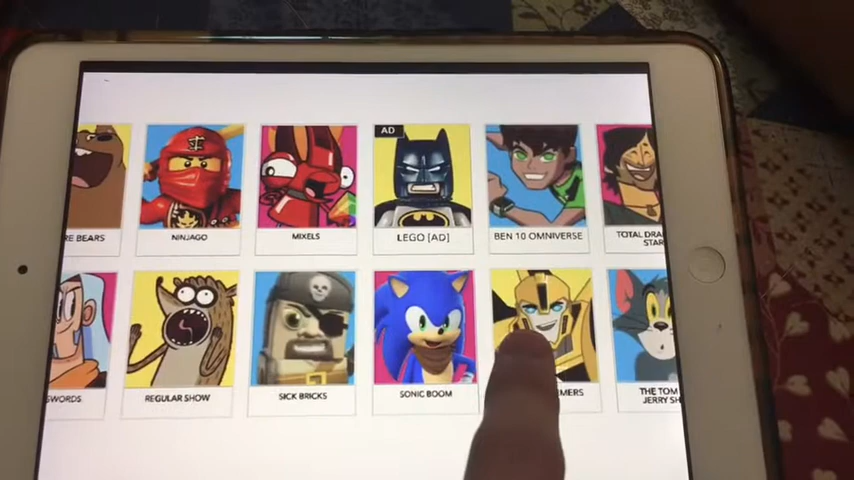 AD
E BEARS
NINJAGO
MIXELS
LEGO [AD]
BEN 10 OMNIVERSE
TOTAL DRA
STAR
SWORDS.
REGULAR SHOW
SICK BRICKS
SONIC BOOM
MERS
THE TOM
JERRY SH